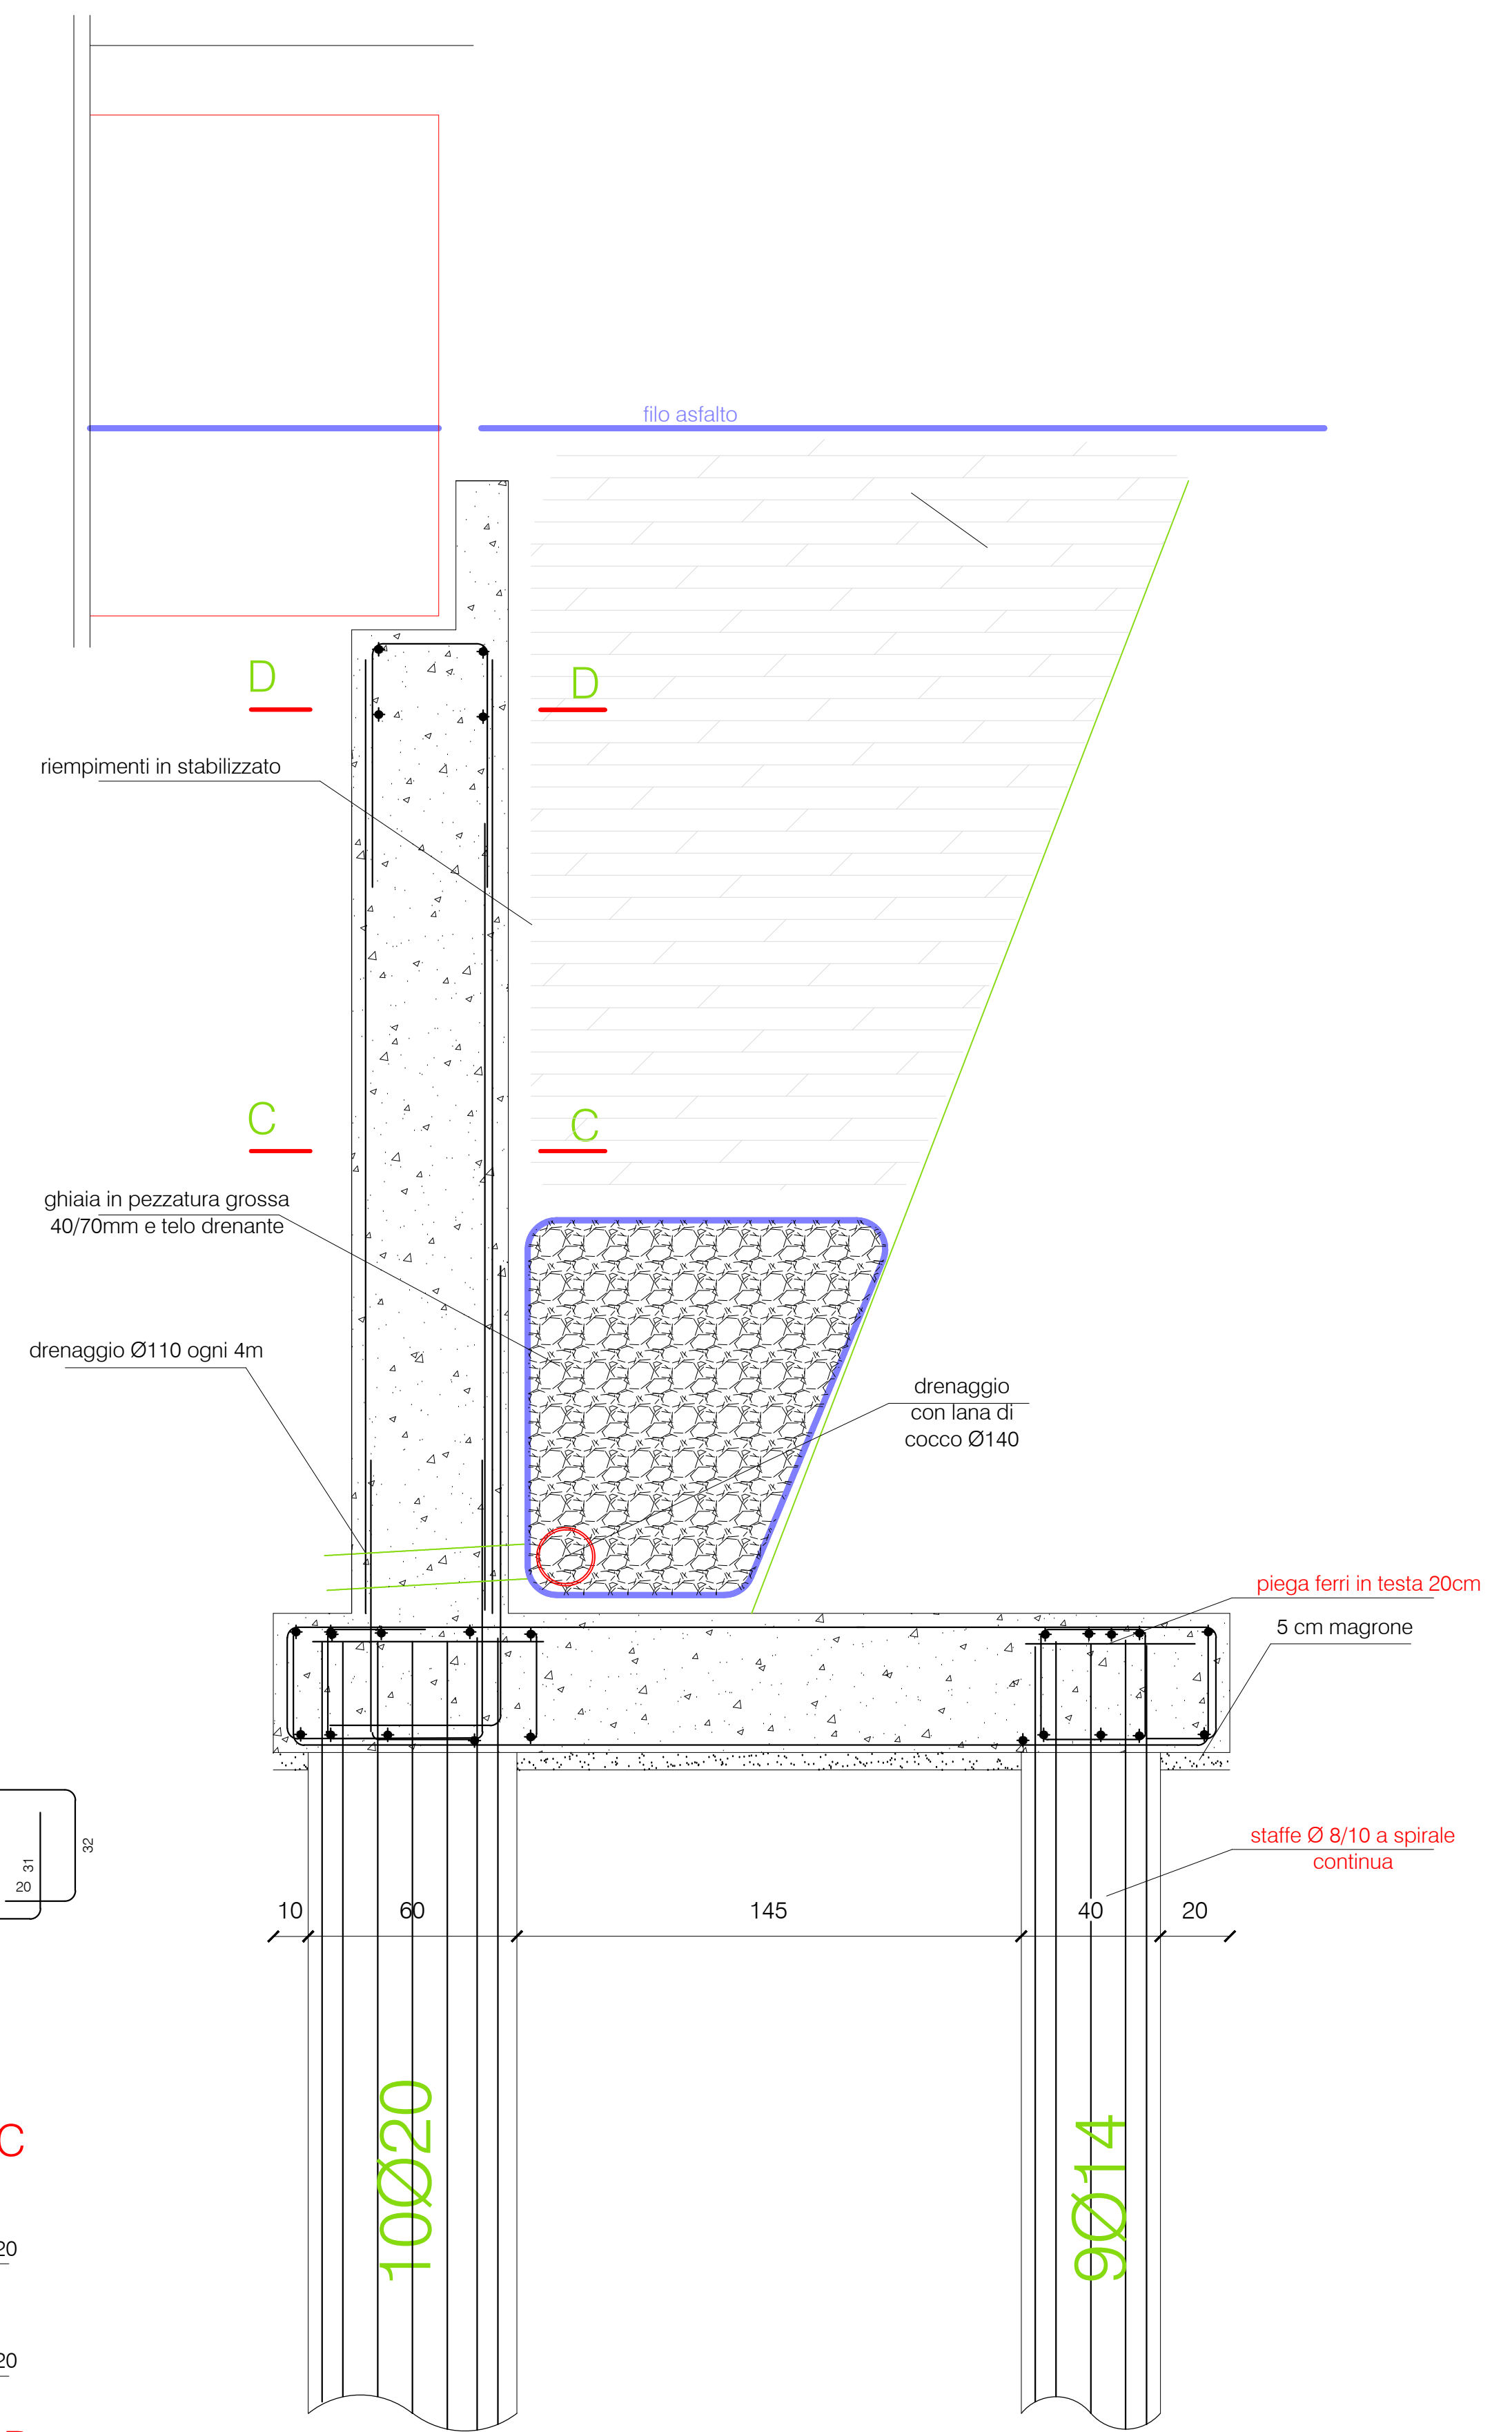 filo asfalto
D
D
riempimenti in stabilizzato
C
C
ghiaia in pezzatura grossa
40/70mm e telo drenante
drenaggio Ø110 ogni 4m
drenaggio
con lana di
cocco Ø140
piega ferri in testa 20cm
5 cm magrone
staffe Ø 8/10 a spirale
continua
32
31
20
10
60
145
40
20
10Ø20
9Ø14
C
20
20